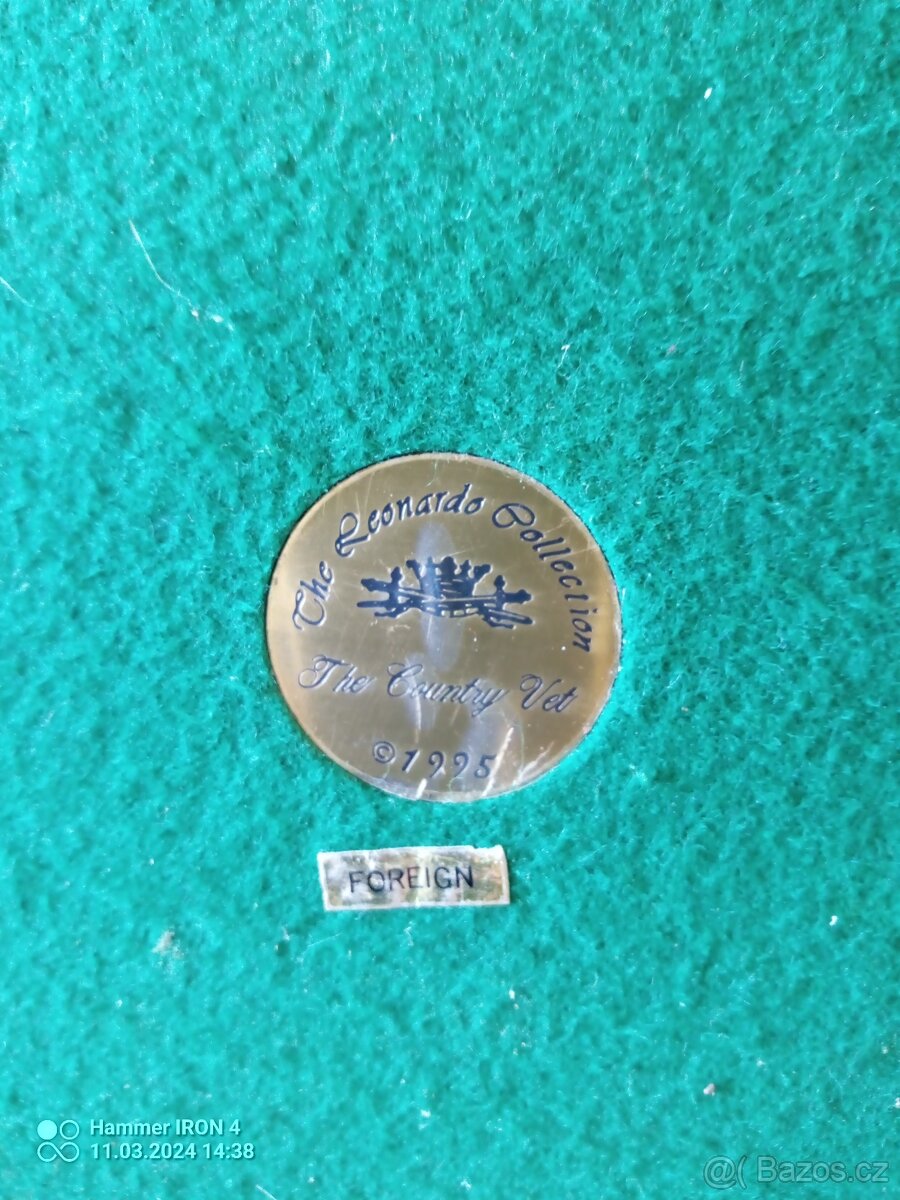 The Leonardo Collection
The Country Vet
©1995
FOREIGN
Hammer IRON 4
11.03.2024 14:38
@( Bazos.cz